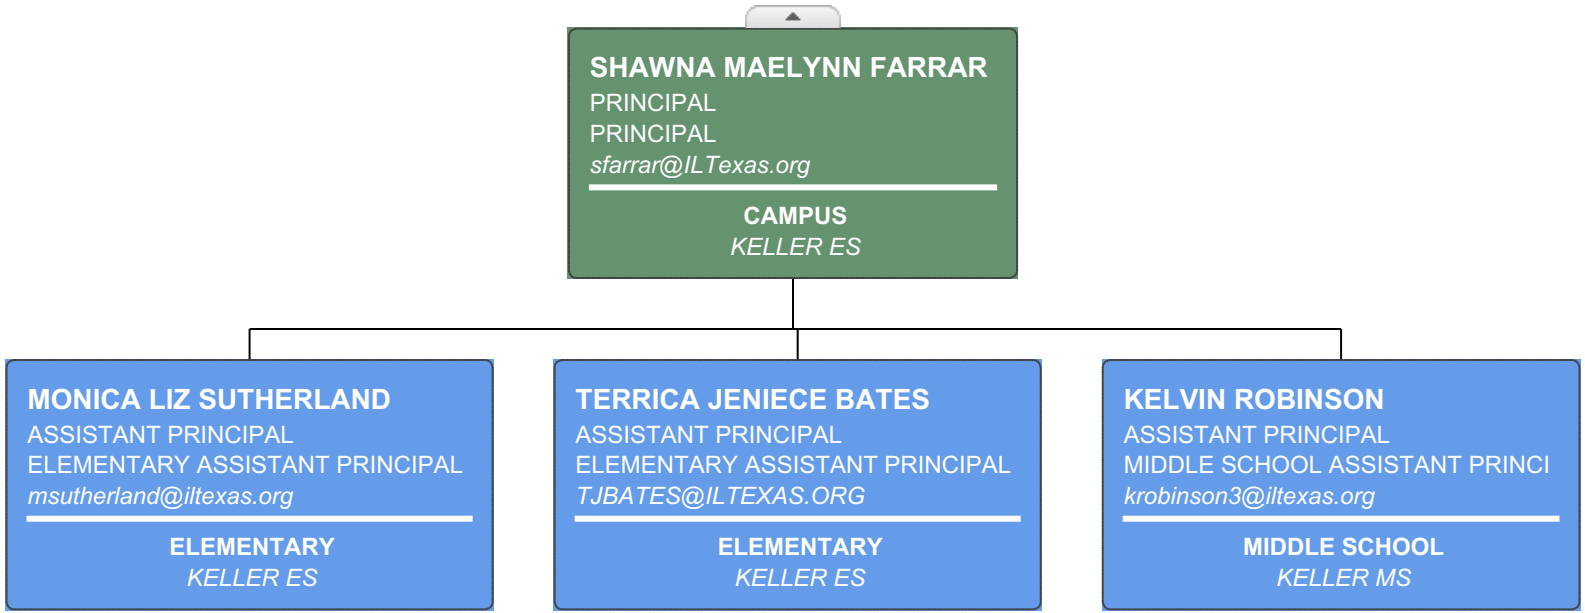 SHAWNA MAELYNN FARRAR
PRINCIPAL
PRINCIPAL
sfarrar@ILTexas.org
CAMPUS
KELLER ES
MONICA LIZ SUTHERLAND
ASSISTANT PRINCIPAL
ELEMENTARY ASSISTANT PRINCIPAL
msutherland@iltexas.org
ELEMENTARY
KELLER ES
TERRICA JENIECE BATES
ASSISTANT PRINCIPAL
ELEMENTARY ASSISTANT PRINCIPAL
TJBATES@ILTEXAS.ORG
ELEMENTARY
KELLER ES
KELVIN ROBINSON
ASSISTANT PRINCIPAL
MIDDLE SCHOOL ASSISTANT PRINCI
krobinson3@iltexas.org
MIDDLE SCHOOL
KELLER MS